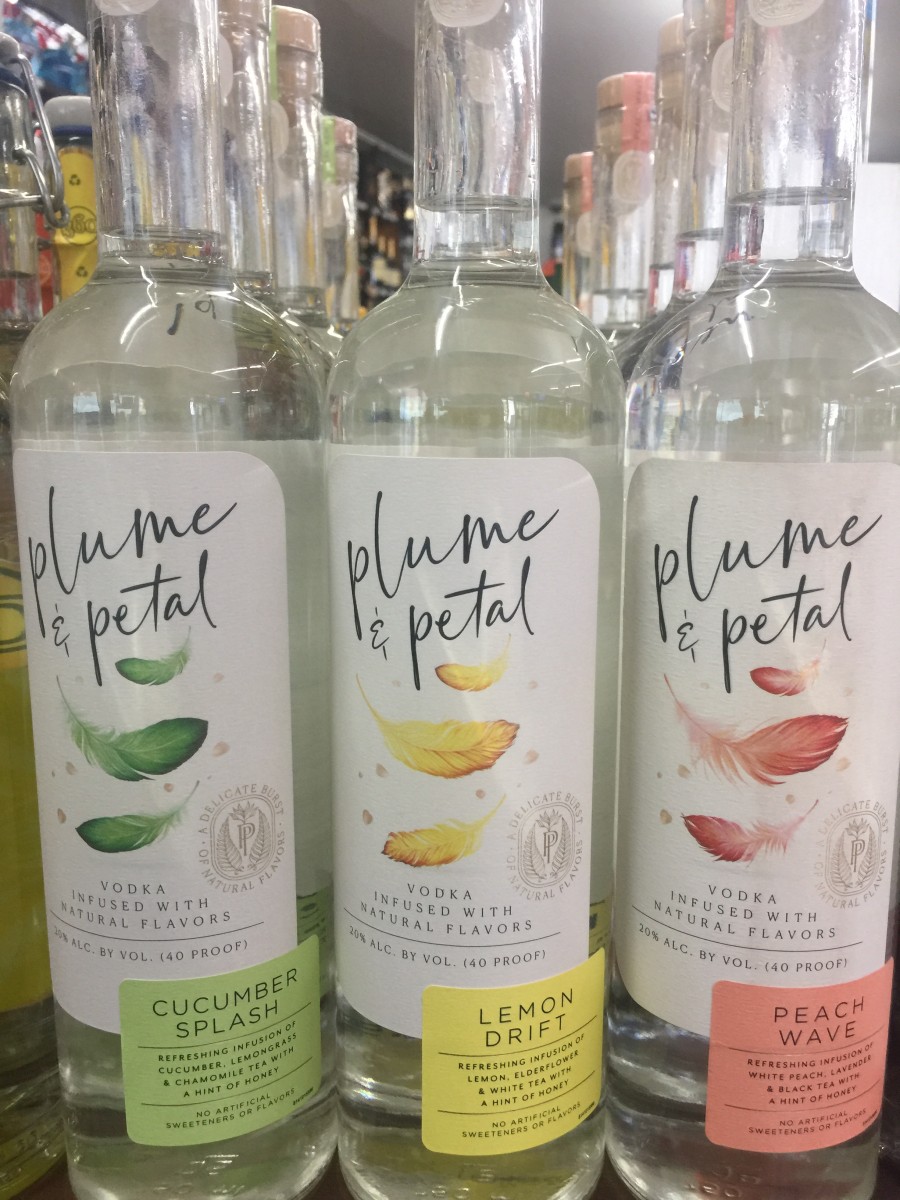 plume
& petal
A DELICATE BURST
OF NATURAL FLAVORS
PP
VODKA
INFUSED WITH
NATURAL FLAVORS
20% ALC. BY VOL. (40 PROOF)
CUCUMBER
SPLASH
REFRESHING INFUSION OF
CUCUMBER, LEMONGRASS
& CHAMOMILE TEA WITH
A HINT OF HONEY
NO ARTIFICIAL
SWEETENERS OR FLAVORS
plume
& petal
A DELICATE BURST
OF NATURAL FLAVORS
PP
VODKA
INFUSED WITH
NATURAL FLAVORS
20% ALC. BY VOL. (40 PROOF)
LEMON
DRIFT
REFRESHING INFUSION OF
LEMON, ELDERFLOWER
& WHITE TEA WITH
A HINT OF HONEY
NO ARTIFICIAL
SWEETENERS OR FLAVORS
plume
& petal
A DELICATE BURST
OF NATURAL FLAVORS
PP
VODKA
INFUSED WITH
NATURAL FLAVORS
20% ALC. BY VOL. (40 PROOF)
PEACH
WAVE
REFRESHING INFUSION OF
WHITE PEACH, LAVENDER
& BLACK TEA WITH
A HINT OF HONEY
NO ARTIFICIAL
SWEETENERS OR FLAVORS